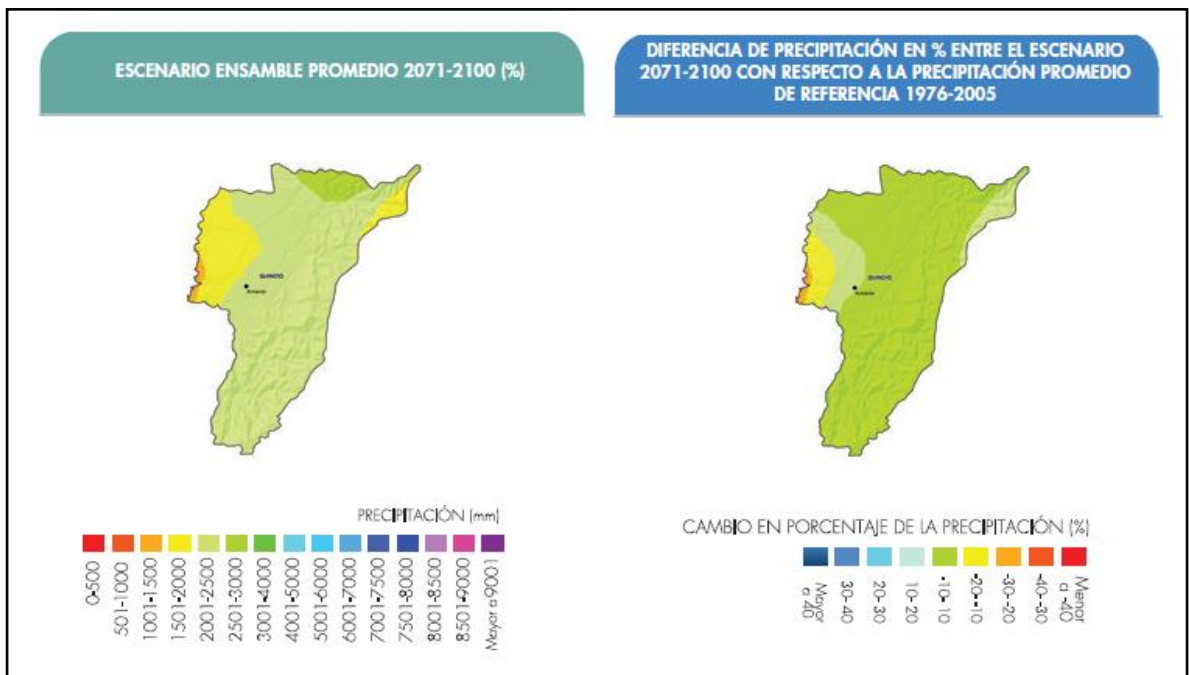 ESCENARIO ENSAMBLE PROMEDIO 2071-2100 (%)
DIFERENCIA DE PRECIPITACIÓN EN % ENTRE EL ESCENARIO
2071-2100 CON RESPECTO A LA PRECIPITACIÓN PROMEDIO
DE REFERENCIA 1976-2005
QUINDIO
Armenia
QUINDIO
Armenia
PRECIPITACIÓN (mm)
0-500
501-1000
1001-1500
1501-2000
2001-2500
2501-3000
3001-4000
4001-5000
5001-6000
6001-7000
7001-7500
7501-8000
8001-8500
8501-9000
Mayor a 9001
CAMBIO EN PORCENTAJE DE LA PRECIPITACIÓN (%)
Mayor
a 40
30-40
20-30
10-20
-10-10
-20--10
-30--20
-40--30
Menor
a -40